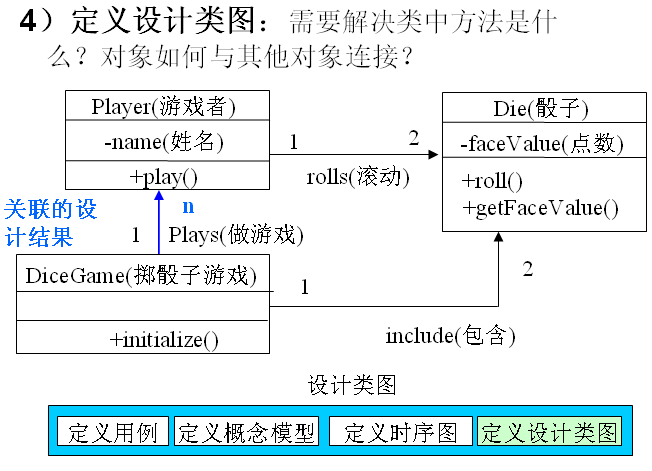 4）定义设计类图：需要解决类中方法是什
么？对象如何与其他对象连接？
Player(游戏者)
-name(姓名)
+play()
Die(骰子)
-faceValue(点数)
+roll()
+getFaceValue()
1
2
rolls(滚动)
关联的设
计结果
n
1
Plays(做游戏)
DiceGame(掷骰子游戏)
+initialize()
1
2
include(包含)
设计类图
定义用例
定义概念模型
定义时序图
定义设计类图